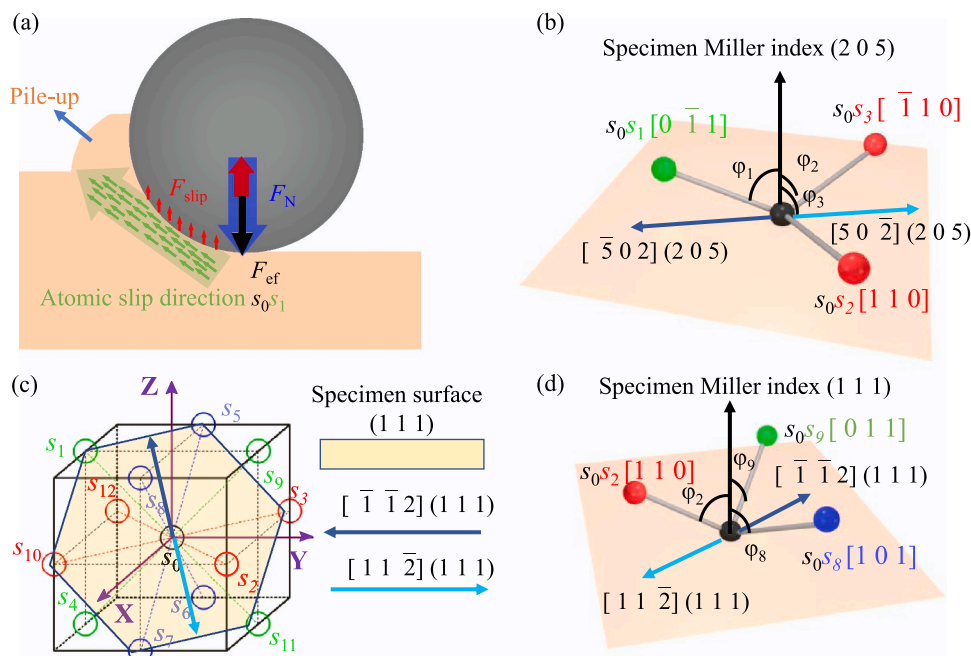 (a)
Pile-up
F_slip
F_N
F_ef
Atomic slip direction s₀s₁
(b)
Specimen Miller index (2 0 5)
s₀s₃ [1̅ 1 0]
s₀s₁ [0 1̅ 1]
φ₁
φ₂
φ₃
[5̅ 0 2] (2 0 5)
[5 0 2̅] (2 0 5)
s₀s₂ [1 1 0]
(c)
Z
s₅
s₁
s₉
s₈
s₁₂
s₃
s₀
Y
s₁₀
s₂
s₄
X
s₆
s₇
s₁₁
Specimen surface
(1 1 1)
[1̅ 1̅ 2] (1 1 1)
[1 1 2̅] (1 1 1)
(d)
Specimen Miller index (1 1 1)
s₀s₉ [0 1 1]
s₀s₂ [1 1 0]
φ₉
φ₂
[1̅ 1̅ 2] (1 1 1)
φ₈
s₀s₈ [1 0 1]
[1 1 2̅] (1 1 1)